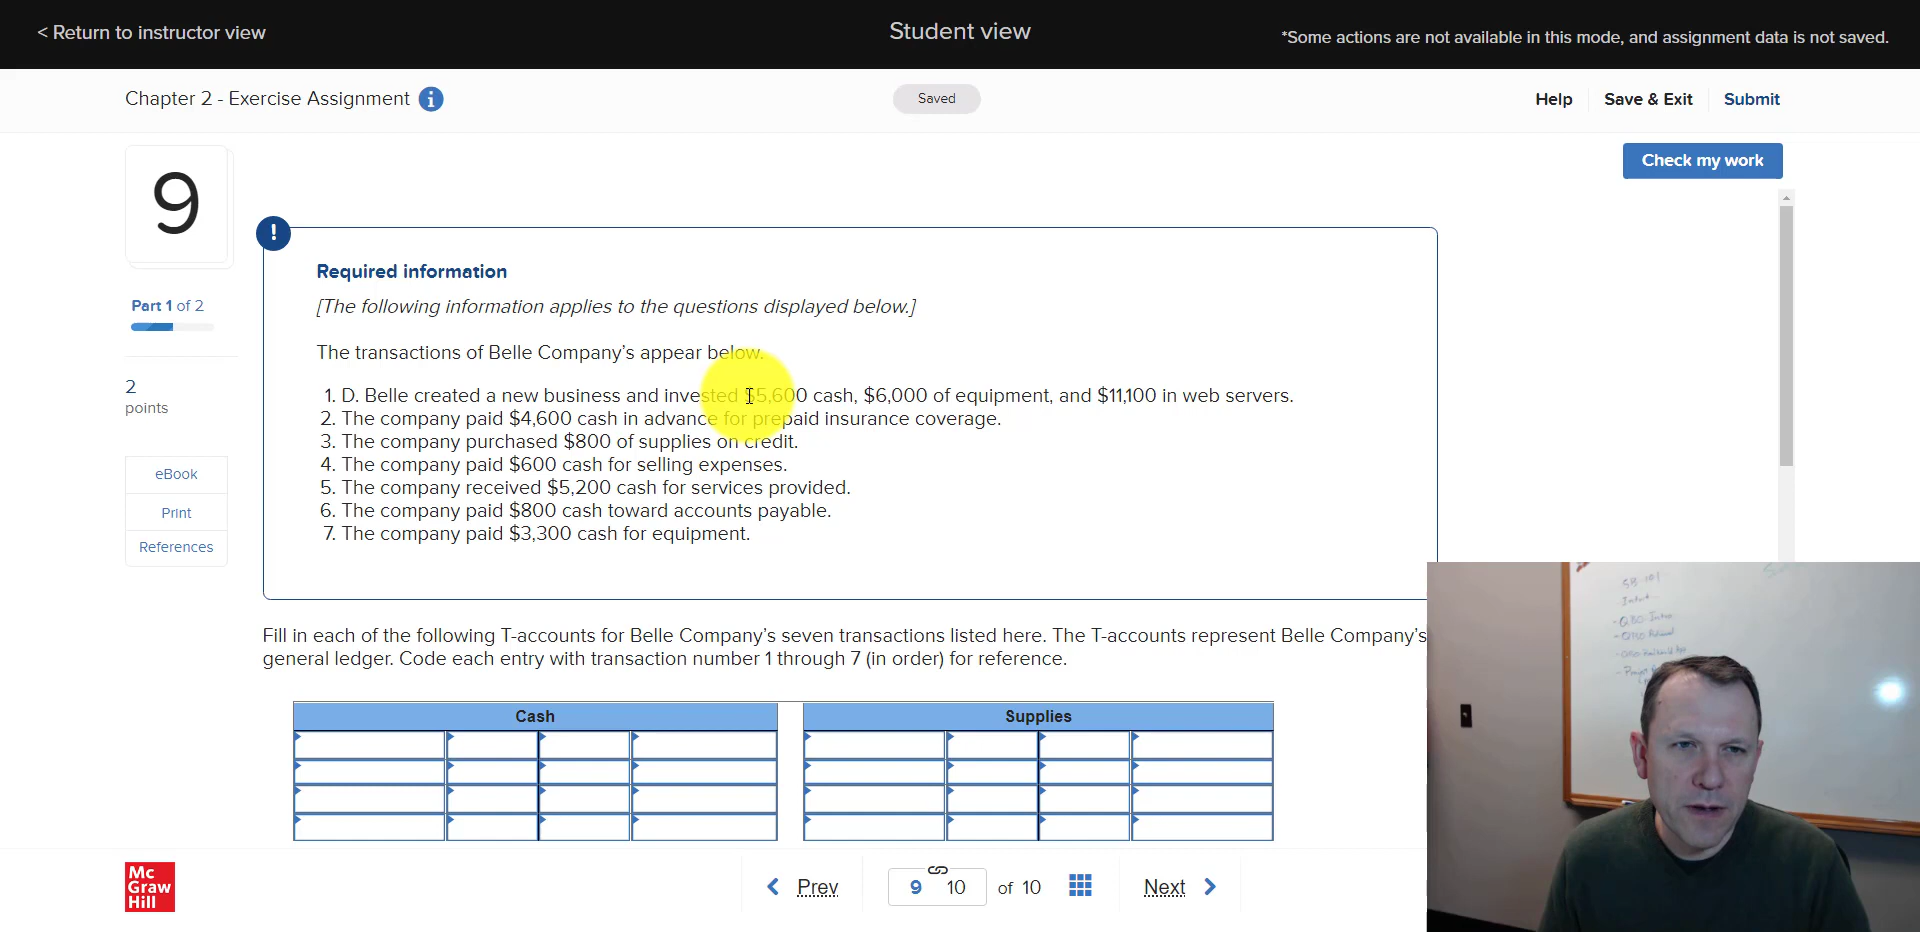 < Return to instructor view
Student view
*Some actions are not available in this mode, and assignment data is not saved.
Chapter 2 - Exercise Assignment i
Saved
Help
Save & Exit
Submit
Check my work
9
Part 1 of 2
2
points
eBook
Print
References
!
Required information
[The following information applies to the questions displayed below.]
The transactions of Belle Company's appear below.
1. D. Belle created a new business and invested $5,600 cash, $6,000 of equipment, and $11,100 in web servers.
2. The company paid $4,600 cash in advance for prepaid insurance coverage.
3. The company purchased $800 of supplies on credit.
4. The company paid $600 cash for selling expenses.
5. The company received $5,200 cash for services provided.
6. The company paid $800 cash toward accounts payable.
7. The company paid $3,300 cash for equipment.
Fill in each of the following T-accounts for Belle Company's seven transactions listed here. The T-accounts represent Belle Company's
general ledger. Code each entry with transaction number 1 through 7 (in order) for reference.
Cash
Supplies
Mc
Graw
Hill
Prev
9 10 of 10
Next